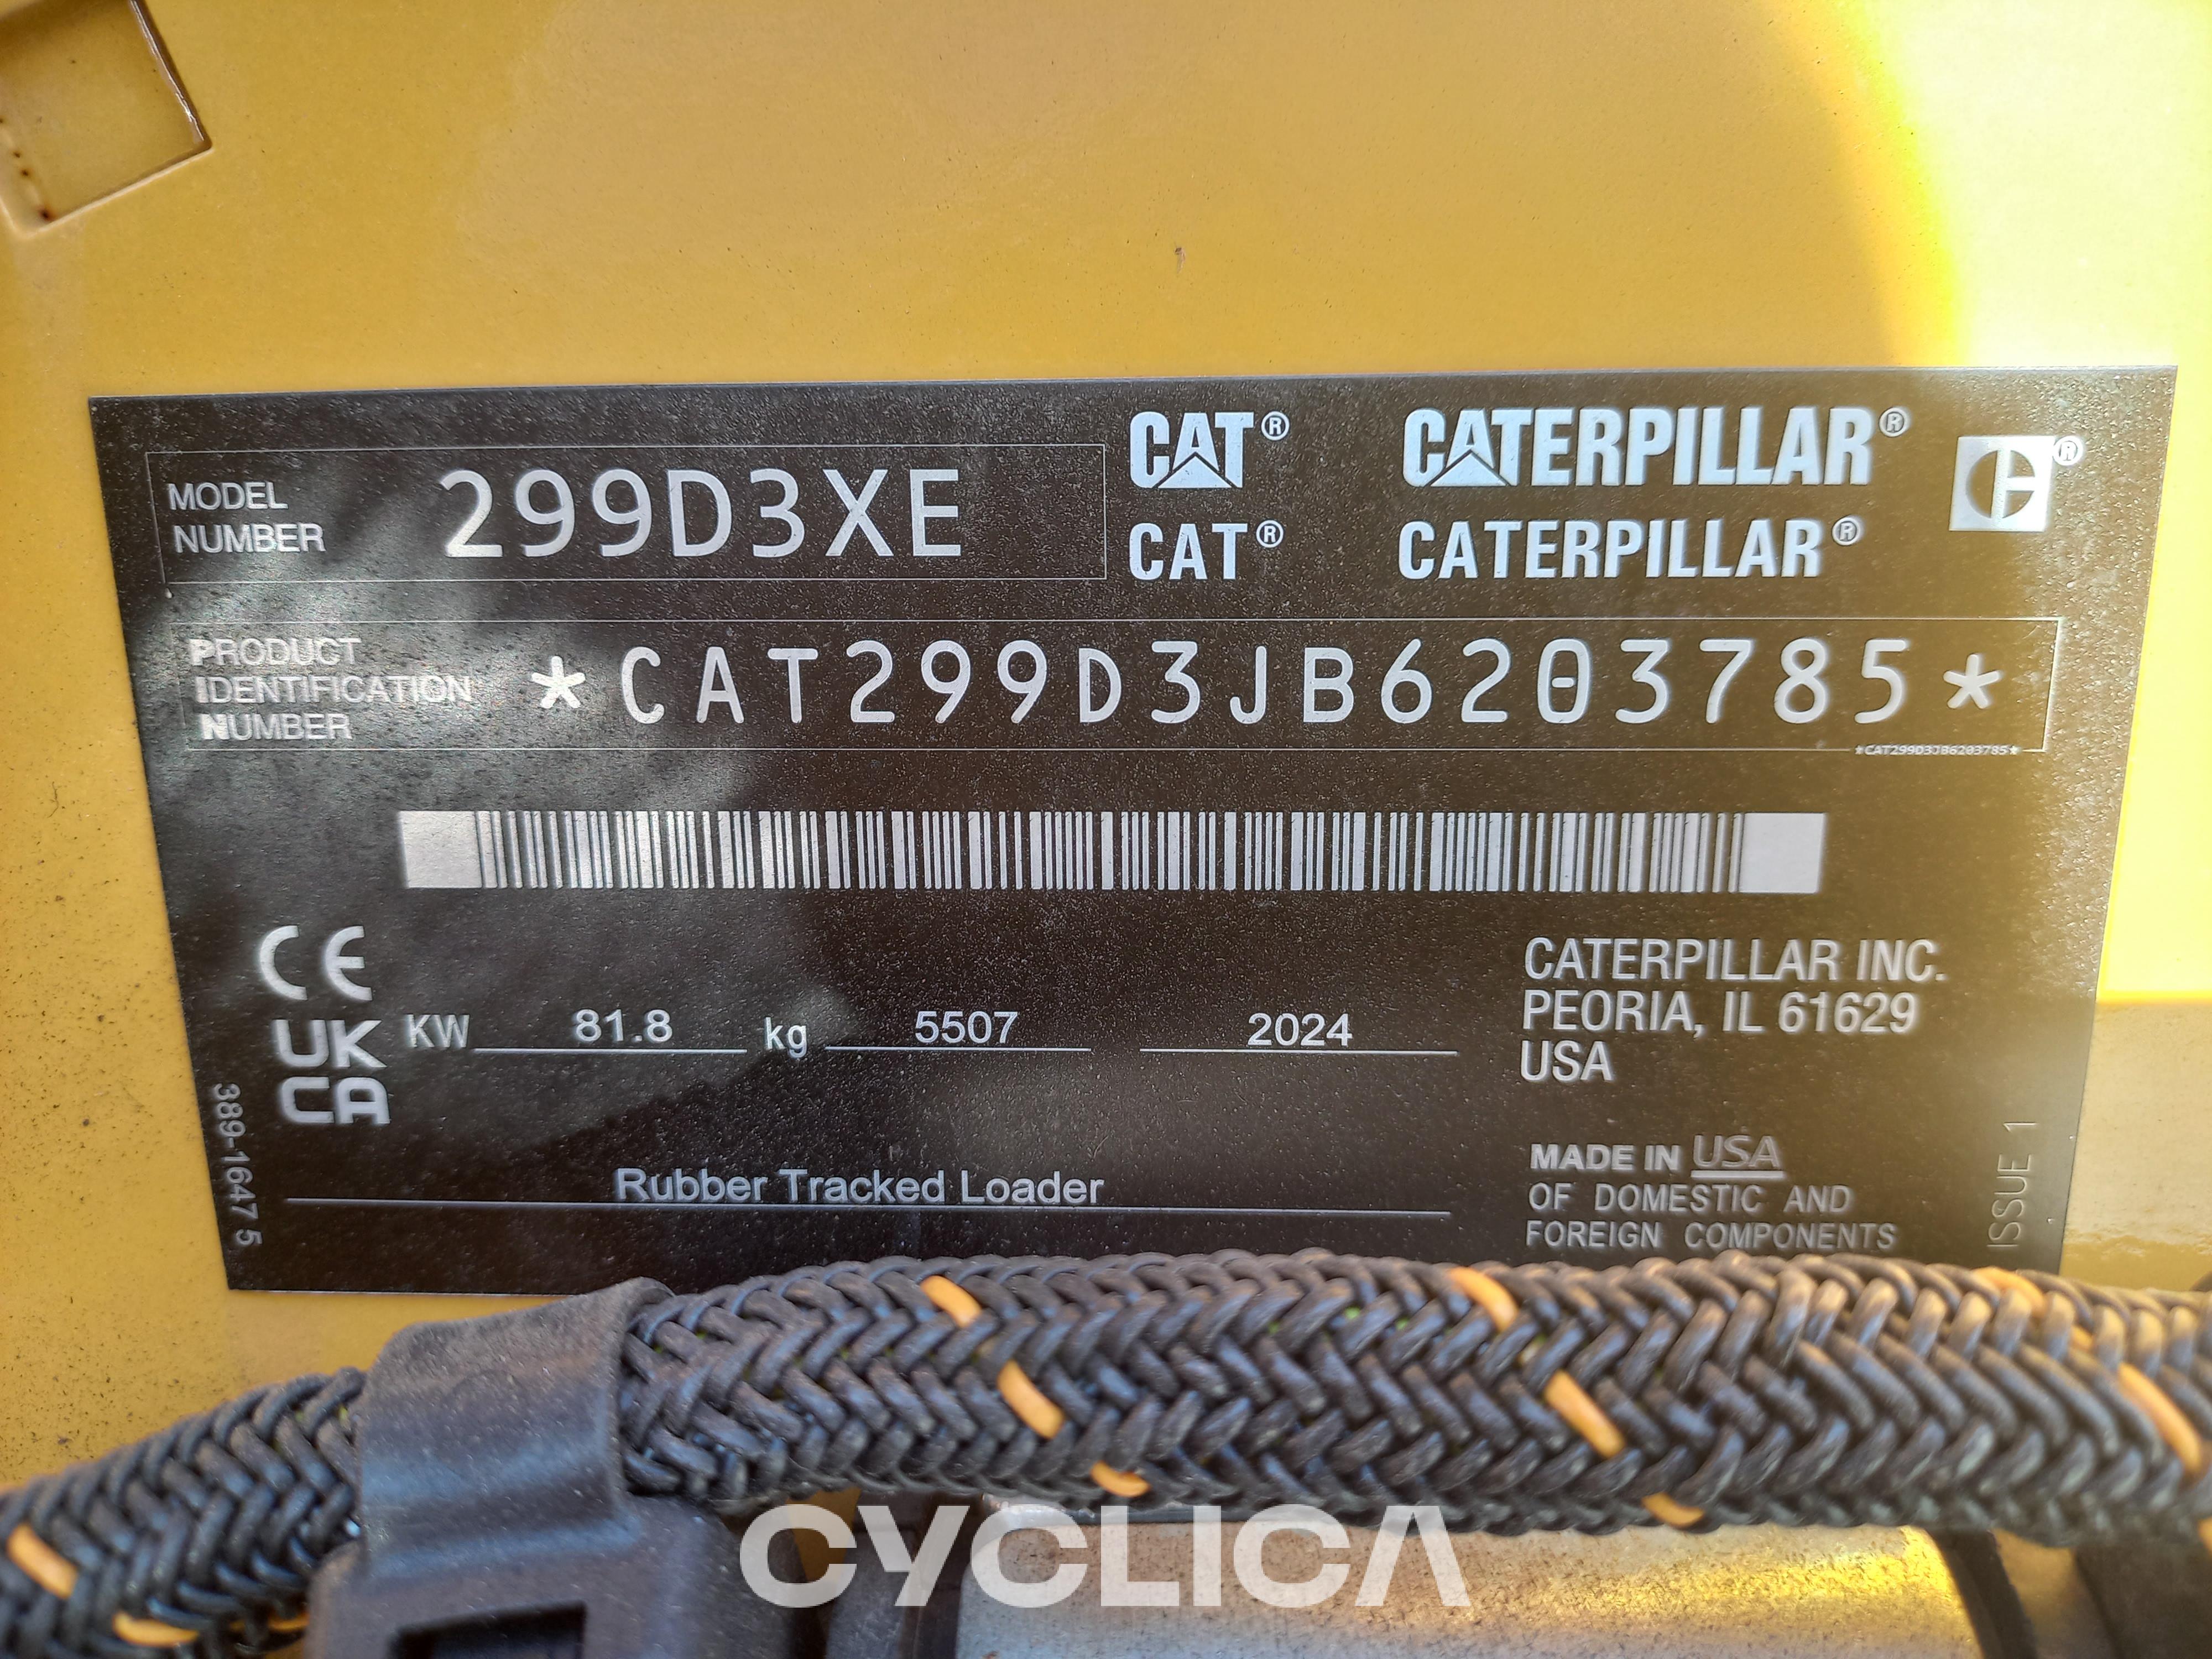 MODEL NUMBER 299D3XE
CAT® CATERPILLAR®
CAT® CATERPILLAR®
PRODUCT
IDENTIFICATION
NUMBER
*CAT299D3JB6203785*
*CAT299D3JB6203785*
CE
UK
CA
KW 81.8 kg 5507 2024
Rubber Tracked Loader
389-1647 5
CATERPILLAR INC.
PEORIA, IL 61629
USA
MADE IN USA
OF DOMESTIC AND
FOREIGN COMPONENTS
ISSUE 1
CYCLICA